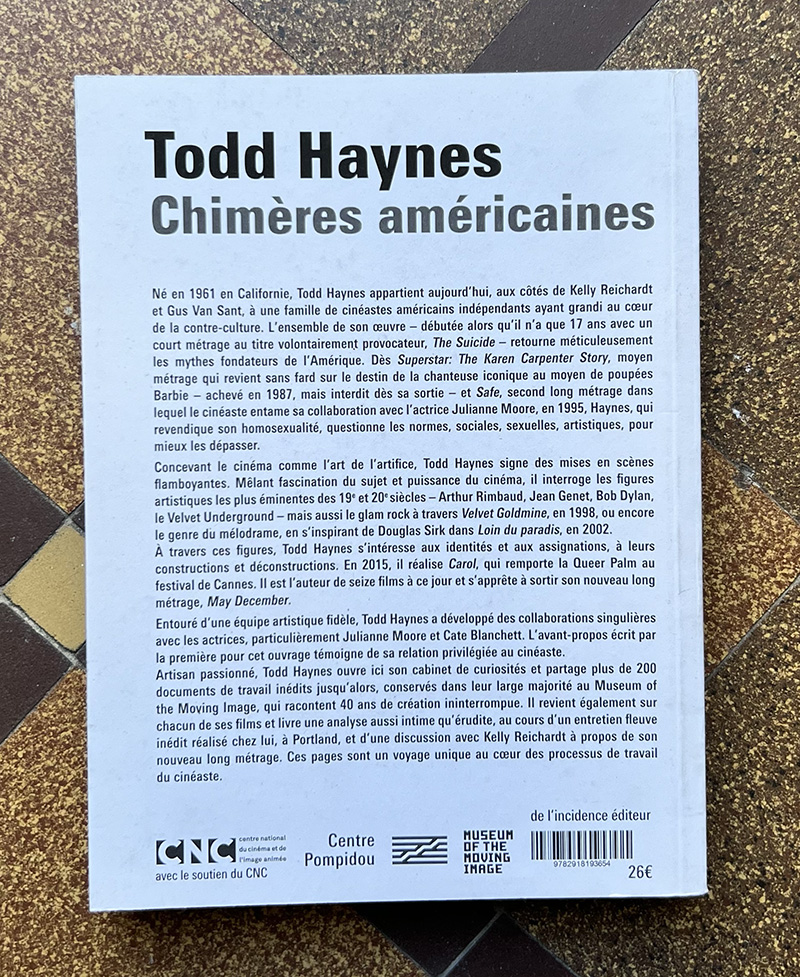 Todd Haynes
Chimères américaines
Né en 1961 en Californie, Todd Haynes appartient aujourd'hui, aux côtés de Kelly Reichardt
et Gus Van Sant, à une famille de cinéastes américains indépendants ayant grandi au cœur
de la contre-culture. L'ensemble de son œuvre – débutée alors qu'il n'a que 17 ans avec un
court métrage au titre volontairement provocateur, The Suicide – retourne méticuleusement
les mythes fondateurs de l'Amérique. Dès Superstar: The Karen Carpenter Story, moyen
métrage qui revient sans fard sur le destin de la chanteuse iconique au moyen de poupées
Barbie – achevé en 1987, mais interdit dès sa sortie – et Safe, second long métrage dans
lequel le cinéaste entame sa collaboration avec l'actrice Julianne Moore, en 1995, Haynes, qui
revendique son homosexualité, questionne les normes, sociales, sexuelles, artistiques, pour
mieux les dépasser.
Concevant le cinéma comme l'art de l'artifice, Todd Haynes signe des mises en scènes
flamboyantes. Mêlant fascination du sujet et puissance du cinéma, il interroge les figures
artistiques les plus éminentes des 19e et 20e siècles – Arthur Rimbaud, Jean Genet, Bob Dylan,
le Velvet Underground – mais aussi le glam rock à travers Velvet Goldmine, en 1998, ou encore
le genre du mélodrame, en s'inspirant de Douglas Sirk dans Loin du paradis, en 2002.
À travers ces figures, Todd Haynes s'intéresse aux identités et aux assignations, à leurs
constructions et déconstructions. En 2015, il réalise Carol, qui remporte la Queer Palm au
festival de Cannes. Il est l'auteur de seize films à ce jour et s'apprête à sortir son nouveau long
métrage, May December.
Entouré d'une équipe artistique fidèle, Todd Haynes a développé des collaborations singulières
avec les actrices, particulièrement Julianne Moore et Cate Blanchett. L'avant-propos écrit par
la première pour cet ouvrage témoigne de sa relation privilégiée au cinéaste.
Artisan passionné, Todd Haynes ouvre ici son cabinet de curiosités et partage plus de 200
documents de travail inédits jusqu'alors, conservés dans leur large majorité au Museum of
the Moving Image, qui racontent 40 ans de création ininterrompue. Il revient également sur
chacun de ses films et livre une analyse aussi intime qu'érudite, au cours d'un entretien fleuve
inédit réalisé chez lui, à Portland, et d'une discussion avec Kelly Reichardt à propos de son
nouveau long métrage. Ces pages sont un voyage unique au cœur des processus de travail
du cinéaste.
de l'incidence éditeur
CNC
centre national
du cinéma et de
l'image animée
avec le soutien du CNC
Centre
Pompidou
MUSEUM
OF THE
MOVING
IMAGE
9782918193654
26€